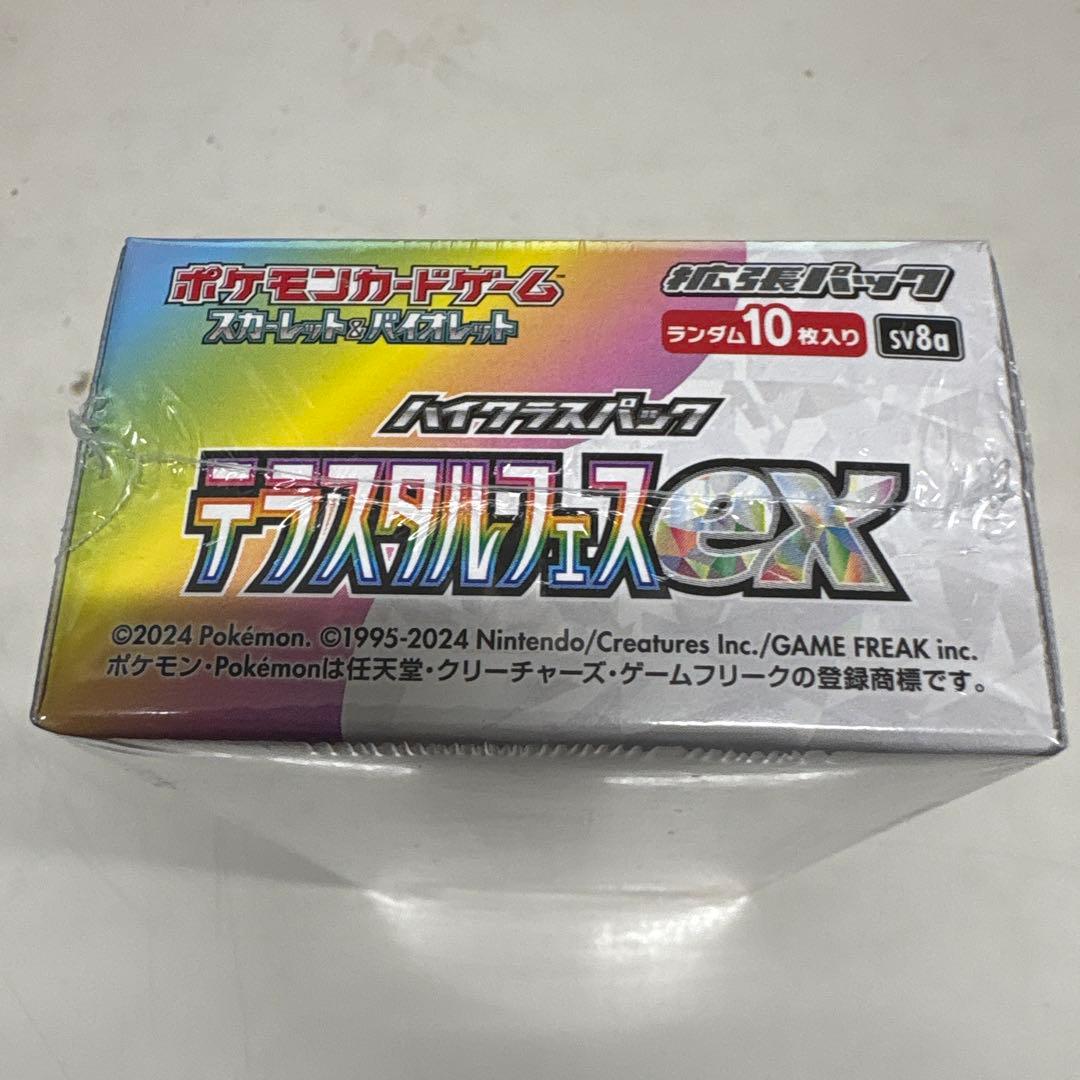 ポケモンカードゲーム™
スカーレット&バイオレット
拡張パック
ランダム10枚入り
SV8a
ハイクラスパック
テラスタルフェスex
©2024 Pokémon. ©1995-2024 Nintendo/Creatures Inc./GAME FREAK inc.
ポケモン・Pokémonは任天堂・クリーチャーズ・ゲームフリークの登録商標です。